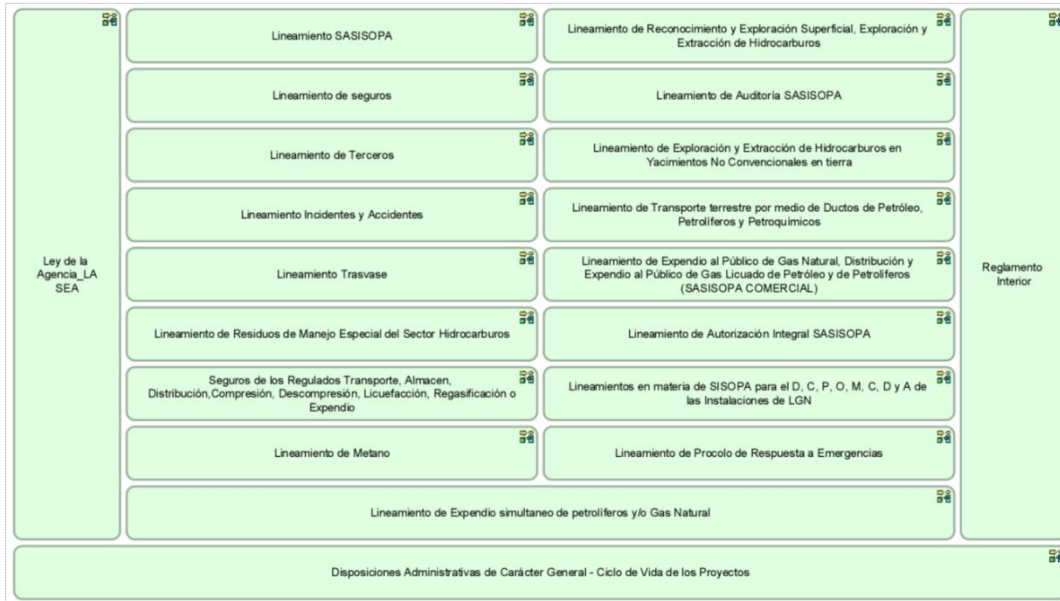 Ley de la
Agencia_LA
SEA
Lineamiento SASISOPA
Lineamiento de Reconocimiento y Exploración Superficial, Exploración y
Extracción de Hidrocarburos
Lineamiento de seguros
Lineamiento de Auditoría SASISOPA
Lineamiento de Terceros
Lineamiento de Exploración y Extracción de Hidrocarburos en
Yacimientos No Convencionales en tierra
Lineamiento Incidentes y Accidentes
Lineamiento de Transporte terrestre por medio de Ductos de Petróleo,
Petrolíferos y Petroquímicos
Lineamiento Trasvase
Lineamiento de Expendio al Público de Gas Natural, Distribución y
Expendio al Público de Gas Licuado de Petróleo y de Petrolíferos
(SASISOPA COMERCIAL)
Lineamiento de Residuos de Manejo Especial del Sector Hidrocarburos
Lineamiento de Autorización Integral SASISOPA
Seguros de los Regulados Transporte, Almacen,
Distribución,Compresión, Descompresión, Licuefacción, Regasificación o
Expendio
Lineamientos en materia de SISOPA para el D, C, P, O, M, C, D y A de
las Instalaciones de LGN
Lineamiento de Metano
Lineamiento de Procolo de Respuesta a Emergencias
Lineamiento de Expendio simultaneo de petrolíferos y/o Gas Natural
Reglamento
Interior
Disposiciones Administrativas de Carácter General - Ciclo de Vida de los Proyectos